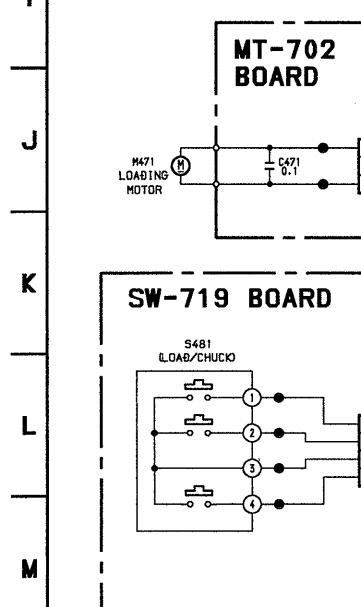 MT-702
BOARD
J
M471
LOADING
MOTOR
M
C471
0.1
K
SW-719 BOARD
S481
(LOAD/CHUCK)
1
L
2
3
4
M